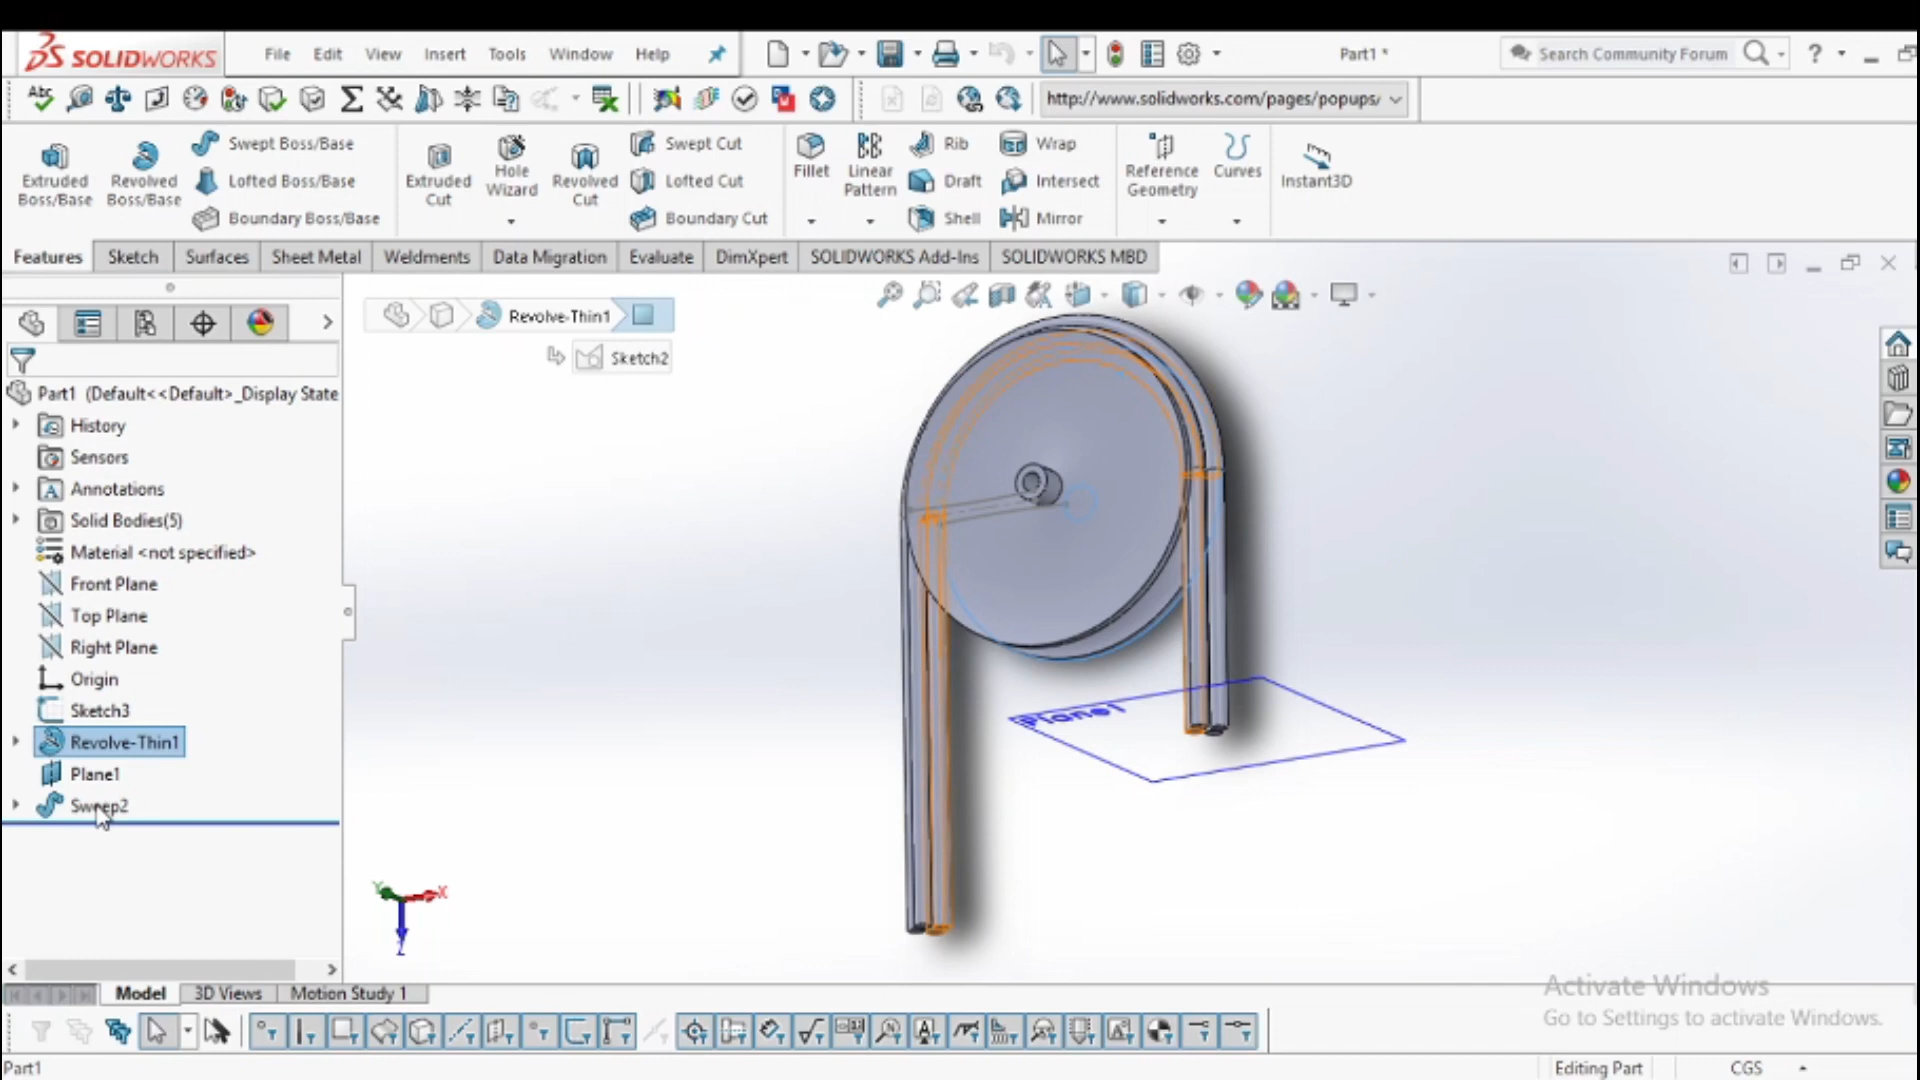 SOLIDWORKS File Edit View Insert Tools Window Help Part1 * Search Community Forum ?
http://www.solidworks.com/pages/popups/
Extruded Boss/Base
Revolved Boss/Base
Swept Boss/Base
Lofted Boss/Base
Boundary Boss/Base
Extruded Cut
Hole Wizard
Revolved Cut
Swept Cut
Lofted Cut
Boundary Cut
Fillet
Linear Pattern
Rib
Draft
Shell
Wrap
Intersect
Mirror
Reference Geometry
Curves
Instant3D
Features Sketch Surfaces Sheet Metal Weldments Data Migration Evaluate DimXpert SOLIDWORKS Add-Ins SOLIDWORKS MBD
Revolve-Thin1
Sketch2
Part1 (Default<<Default>_Display State
History
Sensors
Annotations
Solid Bodies(5)
Material <not specified>
Front Plane
Top Plane
Right Plane
Origin
Sketch3
Revolve-Thin1
Plane1
Sweep2
Plane1
Y X
Z
Model 3D Views Motion Study 1
Activate Windows
Go to Settings to activate Windows.
Part1 Editing Part CGS